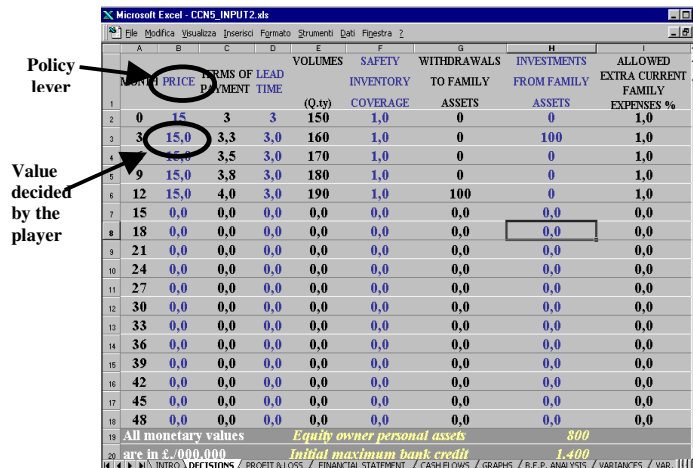 Microsoft Excel - CCN5_INPUT2.xls
File Modifica Visualizza Inserisci Formato Strumenti Dati Finestra ?
A B C D E F G H I
1 MONTH PRICE TERMS OF PAYMENT LEAD TIME VOLUMES (Q.ty) SAFETY INVENTORY COVERAGE WITHDRAWALS TO FAMILY ASSETS INVESTMENTS FROM FAMILY ASSETS ALLOWED EXTRA CURRENT FAMILY EXPENSES %
2 0 15 3 3 150 1,0 0 0 1,0
3 3 15,0 3,3 3,0 160 1,0 0 100 1,0
4 15,0 3,5 3,0 170 1,0 0 0 1,0
5 9 15,0 3,8 3,0 180 1,0 0 0 1,0
6 12 15,0 4,0 3,0 190 1,0 100 0 1,0
7 15 0,0 0,0 0,0 0,0 0,0 0,0 0,0 0,0
8 18 0,0 0,0 0,0 0,0 0,0 0,0 0,0 0,0
9 21 0,0 0,0 0,0 0,0 0,0 0,0 0,0 0,0
10 24 0,0 0,0 0,0 0,0 0,0 0,0 0,0 0,0
11 27 0,0 0,0 0,0 0,0 0,0 0,0 0,0 0,0
12 30 0,0 0,0 0,0 0,0 0,0 0,0 0,0 0,0
13 33 0,0 0,0 0,0 0,0 0,0 0,0 0,0 0,0
14 36 0,0 0,0 0,0 0,0 0,0 0,0 0,0 0,0
15 39 0,0 0,0 0,0 0,0 0,0 0,0 0,0 0,0
16 42 0,0 0,0 0,0 0,0 0,0 0,0 0,0 0,0
17 45 0,0 0,0 0,0 0,0 0,0 0,0 0,0 0,0
18 48 0,0 0,0 0,0 0,0 0,0 0,0 0,0 0,0
19 All monetary values Equity owner personal assets 800
20 are in £./000.000 Initial maximum bank credit 1.400
INTRO DECISIONS PROFIT & LOSS FINANCIAL STATEMENT CASH FLOWS GRAPHS B.E.P. ANALYSIS VARIANCES VAR.
Policy
lever
Value
decided
by the
player